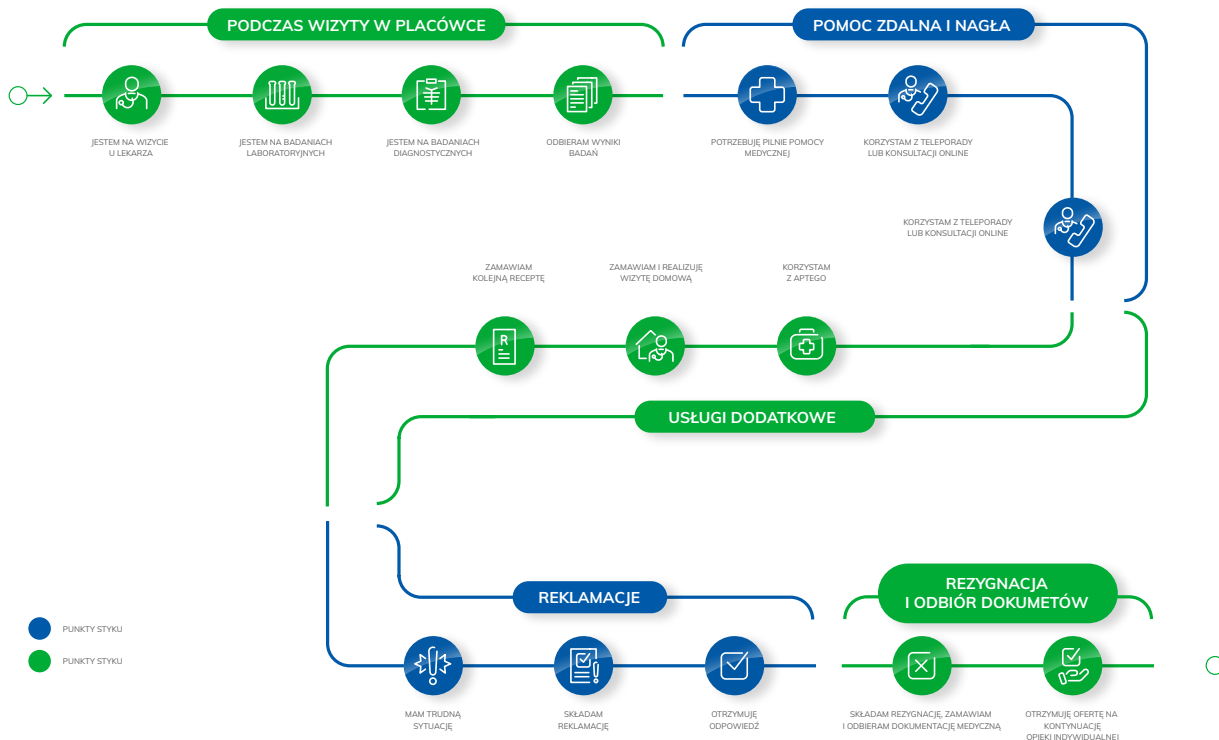 PODCZAS WIZYTY W PLACÓWCE
POMOC ZDALNA I NAGŁA
JESTEM NA WIZYCIE
U LEKARZA
JESTEM NA BADANIACH
LABORATORYJNYCH
JESTEM NA BADANIACH
DIAGNOSTYCZNYCH
ODBIERAM WYNIKI
BADAŃ
POTRZEBUJĘ PILNIE POMOCY
MEDYCZNEJ
KORZYSTAM Z TELEPORADY
LUB KONSULTACJI ONLINE
KORZYSTAM Z TELEPORADY
LUB KONSULTACJI ONLINE
ZAMAWIAM
KOLEJNĄ RECEPTĘ
ZAMAWIAM I REALIZUJĘ
WIZYTĘ DOMOWĄ
KORZYSTAM
Z APTEGO
R
USŁUGI DODATKOWE
REKLAMACJE
REZYGNACJA
I ODBIÓR DOKUMETÓW
PUNKTY STYKU
PUNKTY STYKU
MAM TRUDNĄ
SYTUACJĘ
SKŁADAM
REKLAMACJĘ
OTRZYMUJĘ
ODPOWIEDŹ
SKŁADAM REZYGNACJĘ, ZAMAWIAM
I ODBIERAM DOKUMENTACJĘ MEDYCZNĄ
OTRZYMUJĘ OFERTĘ NA
KONTYNUACJĘ
OPIEKI INDYWIDUALNEJ